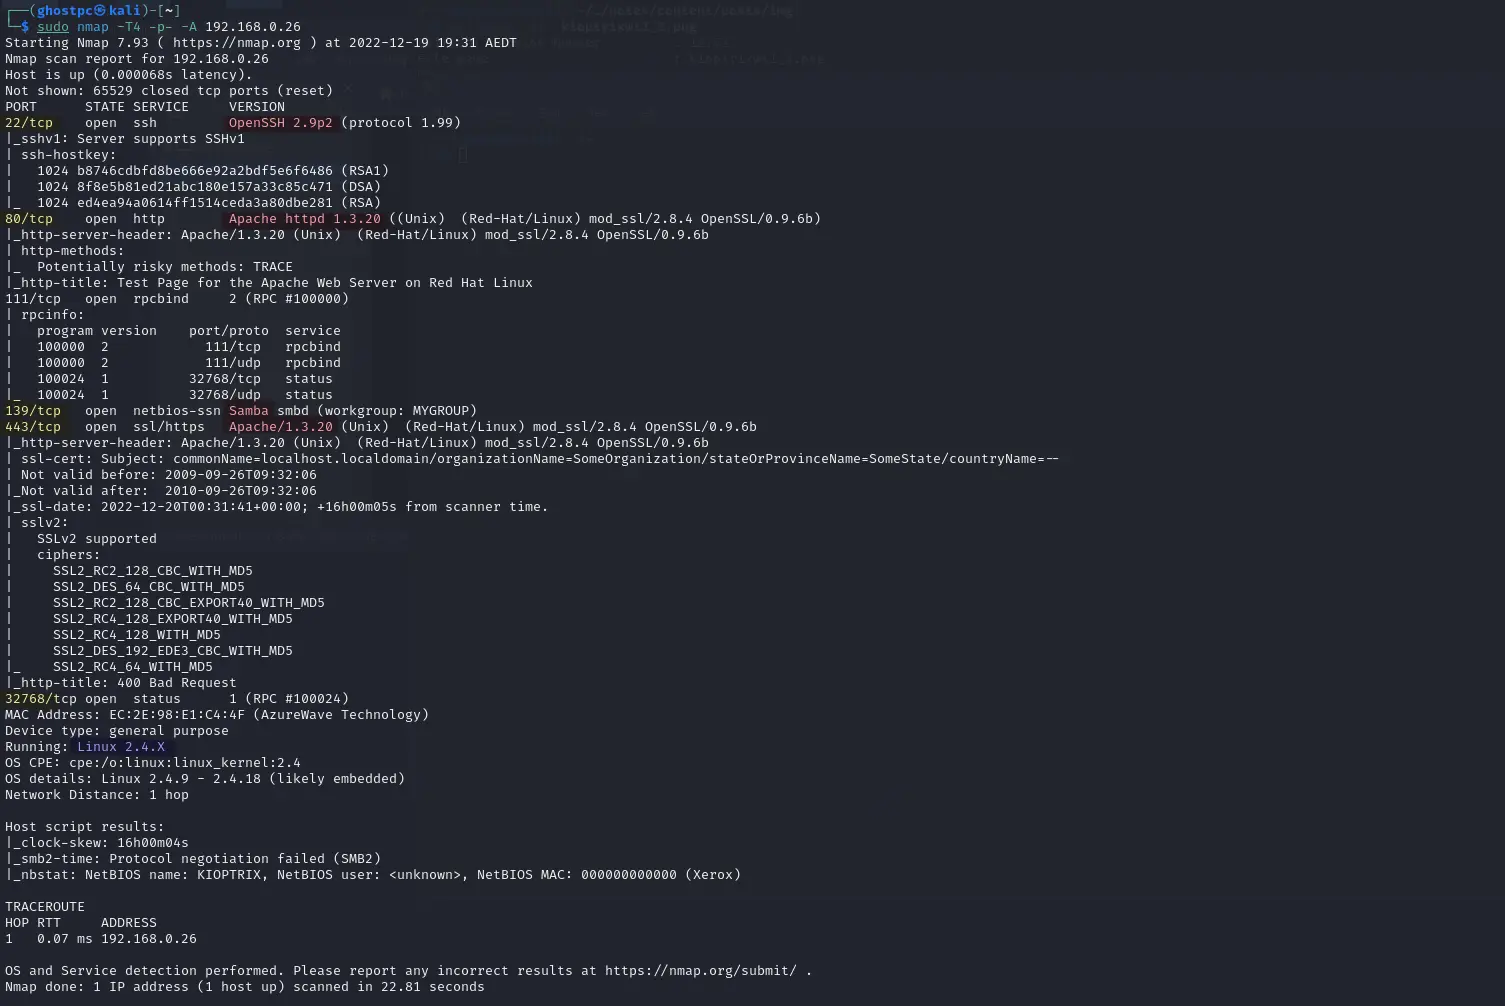 ┌──(ghostpc㉿kali)-[~]
└─$ sudo nmap -T4 -p- -A 192.168.0.26
Starting Nmap 7.93 ( https://nmap.org ) at 2022-12-19 19:31 AEDT
Nmap scan report for 192.168.0.26
Host is up (0.000068s latency).
Not shown: 65529 closed tcp ports (reset)
PORT      STATE SERVICE     VERSION
22/tcp    open  ssh         OpenSSH 2.9p2 (protocol 1.99)
|_sshv1: Server supports SSHv1
| ssh-hostkey:
|   1024 b8746cdbfd8be666e92a2bdf5e6f6486 (RSA1)
|   1024 8f8e5b81ed21abc180e157a33c85c471 (DSA)
|_  1024 ed4ea94a0614ff1514ceda3a80dbe281 (RSA)
80/tcp    open  http        Apache httpd 1.3.20 ((Unix)  (Red-Hat/Linux) mod_ssl/2.8.4 OpenSSL/0.9.6b)
|_http-server-header: Apache/1.3.20 (Unix)  (Red-Hat/Linux) mod_ssl/2.8.4 OpenSSL/0.9.6b
| http-methods:
|_  Potentially risky methods: TRACE
|_http-title: Test Page for the Apache Web Server on Red Hat Linux
111/tcp   open  rpcbind     2 (RPC #100000)
| rpcinfo:
|   program version    port/proto  service
|   100000  2            111/tcp   rpcbind
|   100000  2            111/udp   rpcbind
|   100024  1          32768/tcp   status
|_  100024  1          32768/udp   status
139/tcp   open  netbios-ssn Samba smbd (workgroup: MYGROUP)
443/tcp   open  ssl/https   Apache/1.3.20 (Unix)  (Red-Hat/Linux) mod_ssl/2.8.4 OpenSSL/0.9.6b
|_http-server-header: Apache/1.3.20 (Unix)  (Red-Hat/Linux) mod_ssl/2.8.4 OpenSSL/0.9.6b
| ssl-cert: Subject: commonName=localhost.localdomain/organizationName=SomeOrganization/stateOrProvinceName=SomeState/countryName=--
| Not valid before: 2009-09-26T09:32:06
|_Not valid after:  2010-09-26T09:32:06
|_ssl-date: 2022-12-20T00:31:41+00:00; +16h00m05s from scanner time.
| sslv2:
|   SSLv2 supported
|   ciphers:
|     SSL2_RC2_128_CBC_WITH_MD5
|     SSL2_DES_64_CBC_WITH_MD5
|     SSL2_RC2_128_CBC_EXPORT40_WITH_MD5
|     SSL2_RC4_128_EXPORT40_WITH_MD5
|     SSL2_RC4_128_WITH_MD5
|     SSL2_DES_192_EDE3_CBC_WITH_MD5
|_    SSL2_RC4_64_WITH_MD5
|_http-title: 400 Bad Request
32768/tcp open  status      1 (RPC #100024)
MAC Address: EC:2E:98:E1:C4:4F (AzureWave Technology)
Device type: general purpose
Running: Linux 2.4.X
OS CPE: cpe:/o:linux:linux_kernel:2.4
OS details: Linux 2.4.9 - 2.4.18 (likely embedded)
Network Distance: 1 hop

Host script results:
|_clock-skew: 16h00m04s
|_smb2-time: Protocol negotiation failed (SMB2)
|_nbstat: NetBIOS name: KIOPTRIX, NetBIOS user: <unknown>, NetBIOS MAC: 000000000000 (Xerox)

TRACEROUTE
HOP RTT     ADDRESS
1   0.07 ms 192.168.0.26

OS and Service detection performed. Please report any incorrect results at https://nmap.org/submit/ .
Nmap done: 1 IP address (1 host up) scanned in 22.81 seconds